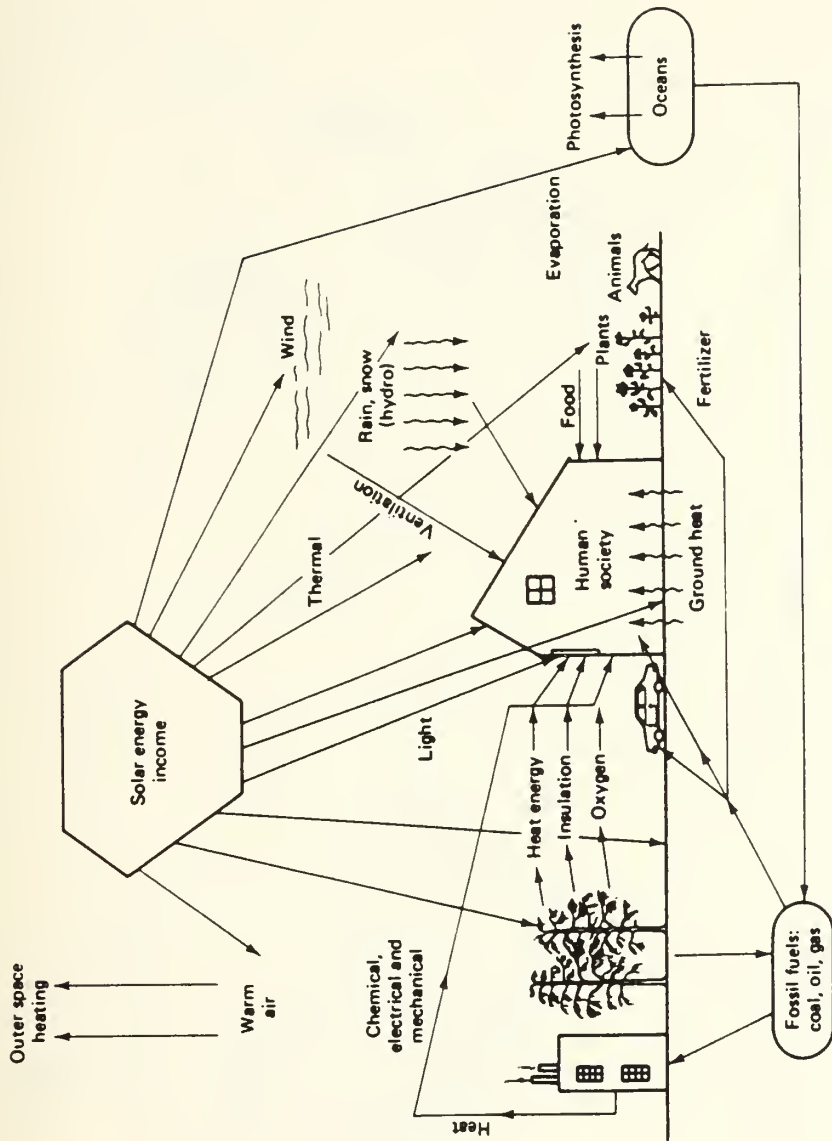 Outer space
heating
Warm
air
Solar energy
income
Wind
Rain, snow
(hydro)
Thermal
Ventilation
Light
Evaporation
Photosynthesis
Oceans
Chemical,
electrical and
mechanical
Heat
Heat energy
Insulation
Oxygen
Human
society
Food
Plants
Animals
Ground heat
Fertilizer
Fossil fuels:
coal, oil, gas